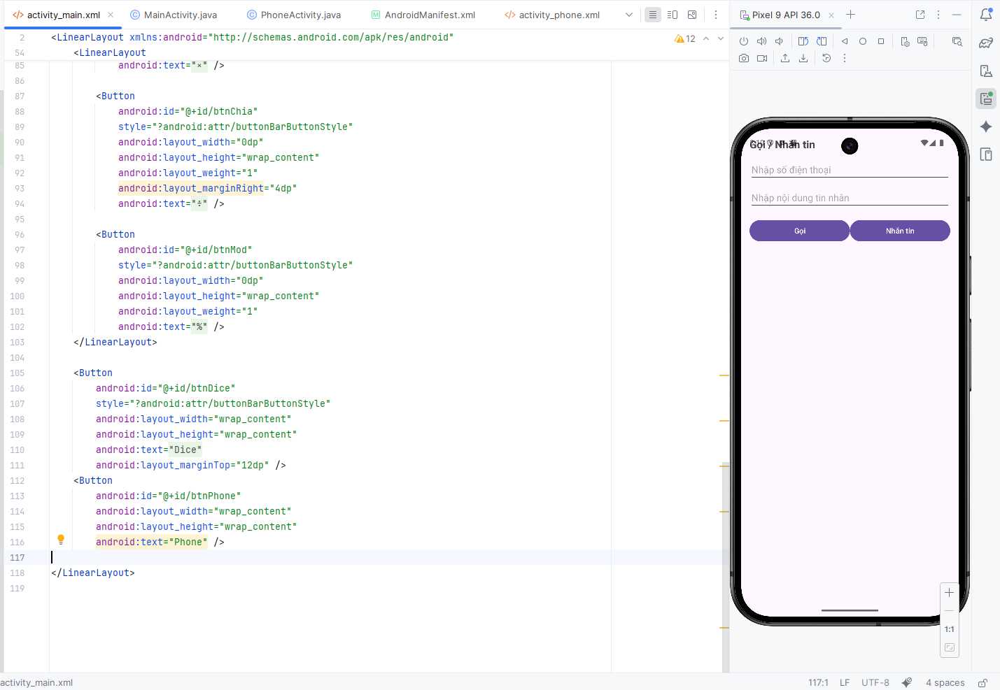 activity_main.xml
MainActivity.java
PhoneActivity.java
AndroidManifest.xml
activity_phone.xml
Pixel 9 API 36.0
2 <LinearLayout xmlns:android="http://schemas.android.com/apk/res/android"
12
54 <LinearLayout
85 android:text="×" />
86
87 <Button
88 android:id="@+id/btnChia"
89 style="?android:attr/buttonBarButtonStyle"
90 android:layout_width="0dp"
91 android:layout_height="wrap_content"
92 android:layout_weight="1"
93 android:layout_marginRight="4dp"
94 android:text="÷" />
95
96 <Button
97 android:id="@+id/btnMod"
98 style="?android:attr/buttonBarButtonStyle"
99 android:layout_width="0dp"
100 android:layout_height="wrap_content"
101 android:layout_weight="1"
102 android:text="%" />
103 </LinearLayout>
104
105 <Button
106 android:id="@+id/btnDice"
107 style="?android:attr/buttonBarButtonStyle"
108 android:layout_width="wrap_content"
109 android:layout_height="wrap_content"
110 android:text="Dice"
111 android:layout_marginTop="12dp" />
112 <Button
113 android:id="@+id/btnPhone"
114 android:layout_width="wrap_content"
115 android:layout_height="wrap_content"
116 android:text="Phone" />
117
118 </LinearLayout>
119
Gọi / Nhắn tin
Nhập số điện thoại
Nhập nội dung tin nhắn
Gọi
Nhắn tin
1:1
activity_main.xml
117:1 LF UTF-8 4 spaces